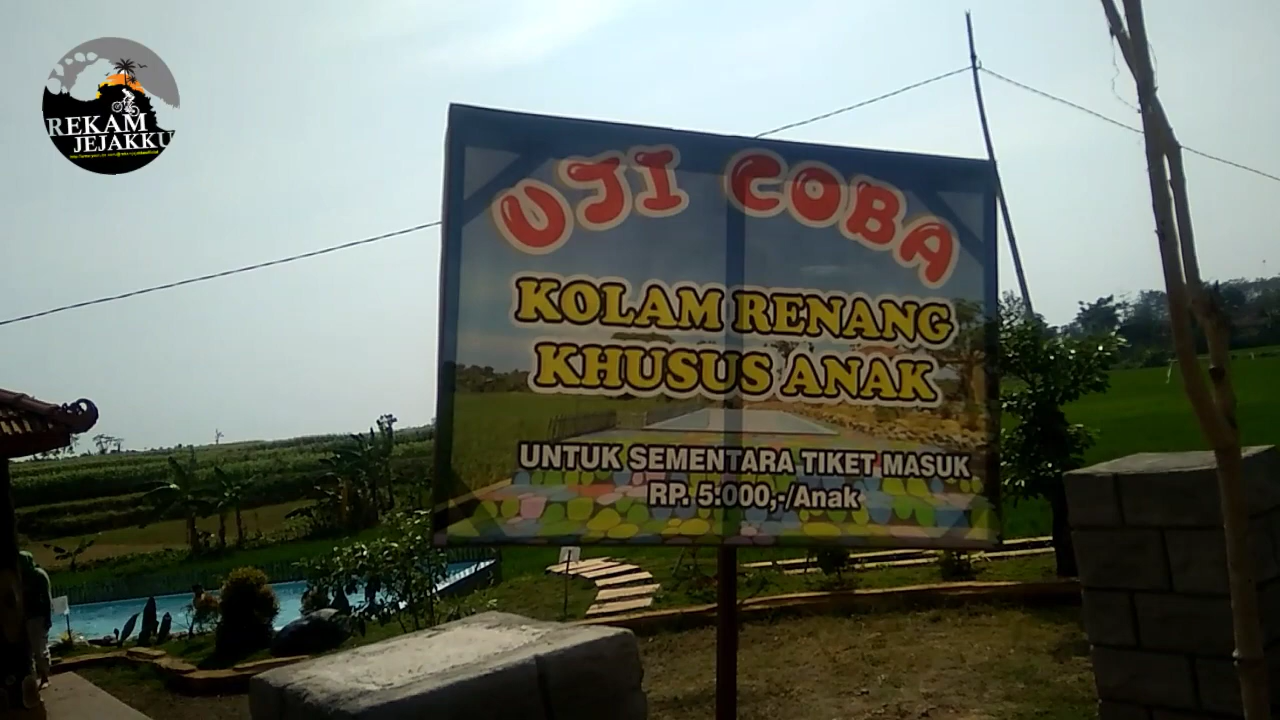 REKAM
JEJAKKU
UJI COBA
KOLAM RENANG
KHUSUS ANAK
UNTUK SEMENTARA TIKET MASUK
RP. 5:000,-/Anak